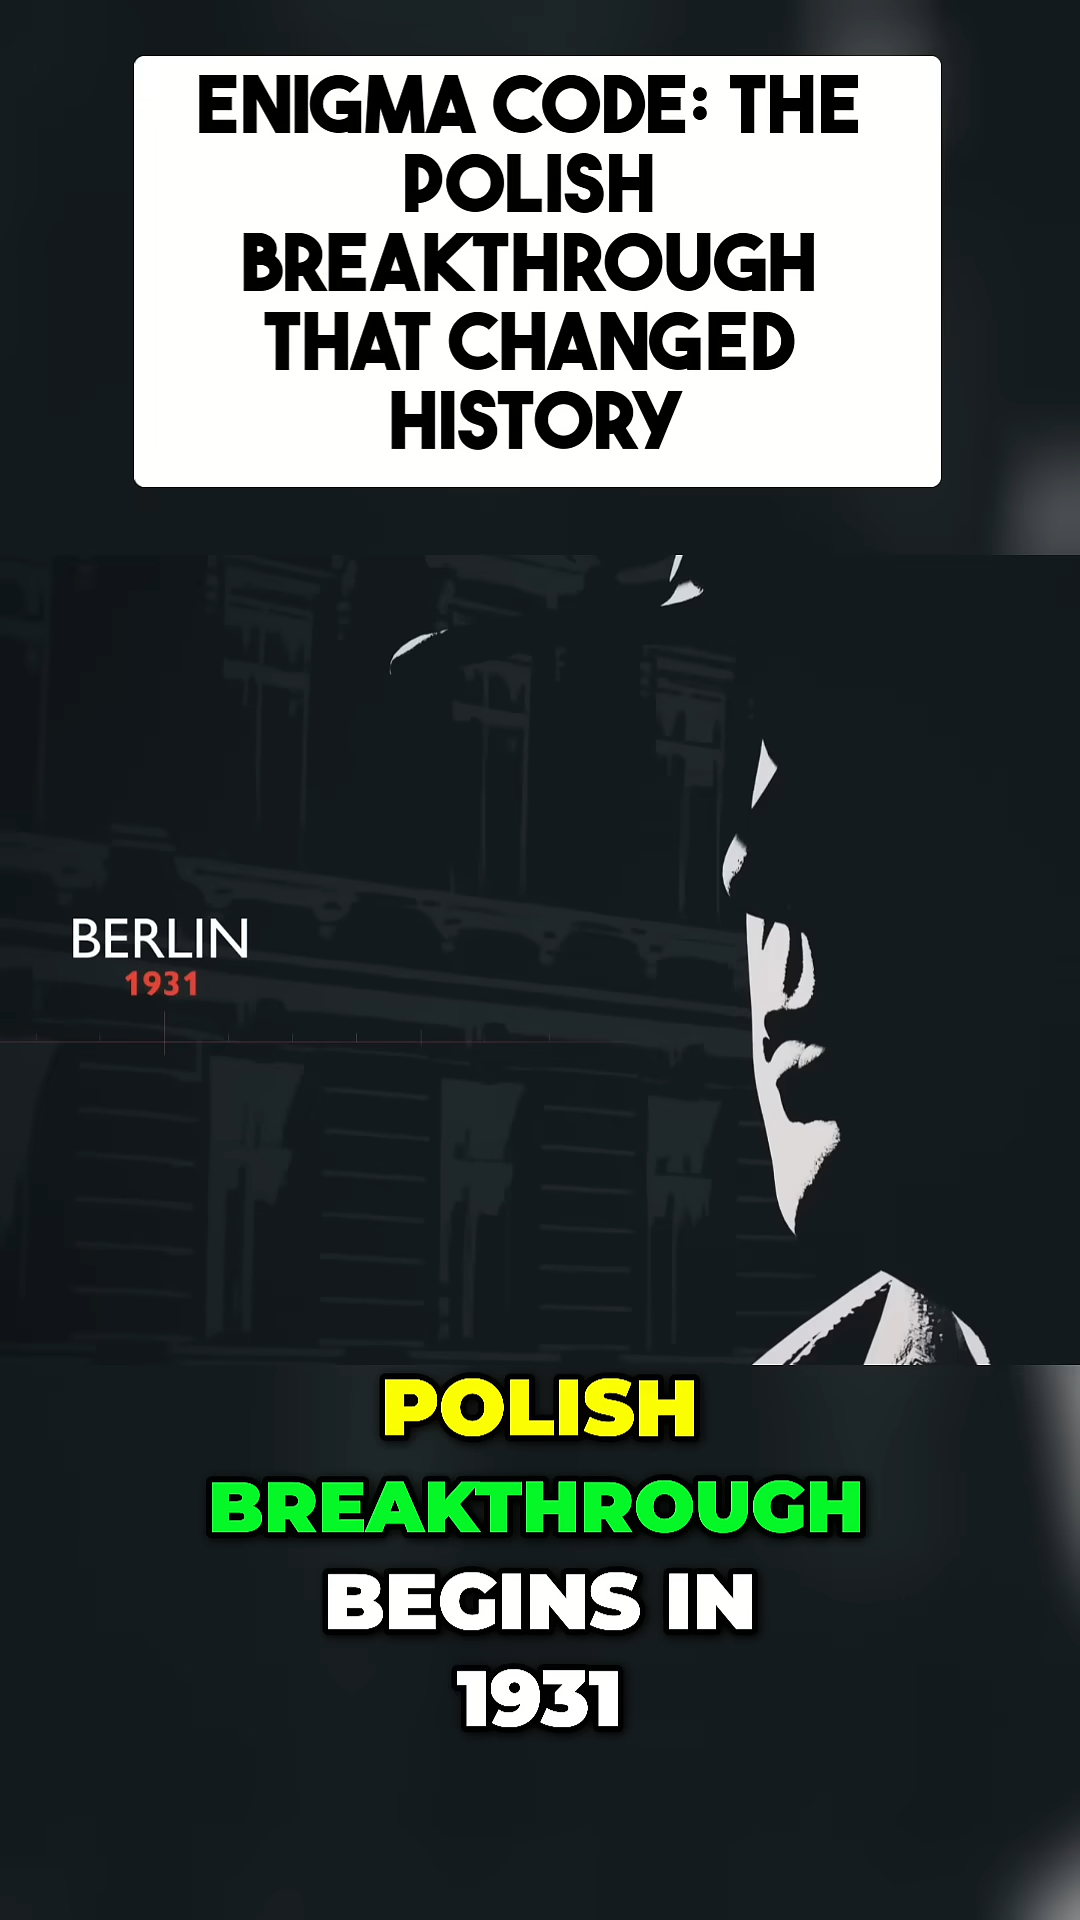 ENIGMA CODE: THE
POLISH
BREAKTHROUGH
THAT CHANGED
HISTORY
BERLIN
1931
POLISH
BREAKTHROUGH
BEGINS IN
1931